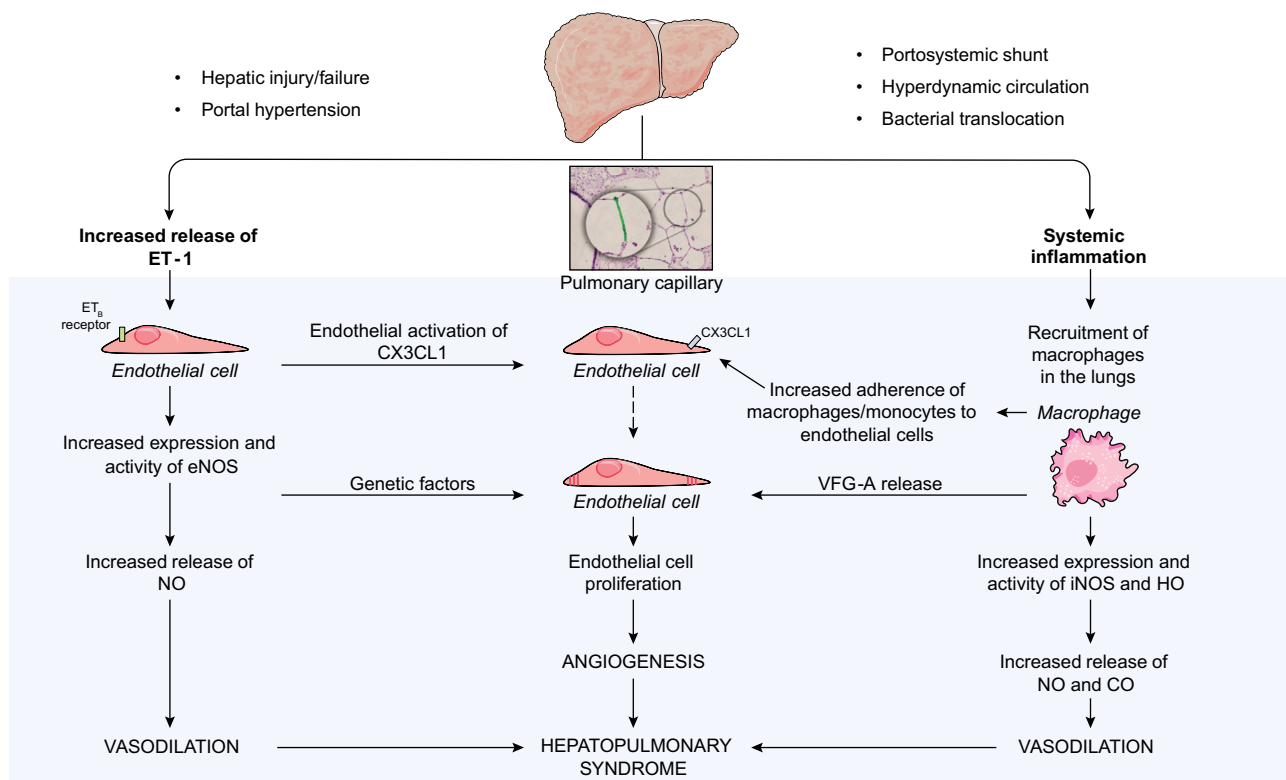 • Hepatic injury/failure
• Portal hypertension
• Portosystemic shunt
• Hyperdynamic circulation
• Bacterial translocation
Increased release of
ET-1
Pulmonary capillary
Systemic
inflammation
ET_B
receptor
Endothelial cell
Endothelial activation of
CX3CL1
CX3CL1
Endothelial cell
Increased adherence of
macrophages/monocytes to
endothelial cells
Recruitment of
macrophages
in the lungs
Macrophage
Increased expression and
activity of eNOS
Genetic factors
Endothelial cell
VFG-A release
Increased release of
NO
Endothelial cell
proliferation
Increased expression and
activity of iNOS and HO
ANGIOGENESIS
Increased release of
NO and CO
VASODILATION
HEPATOPULMONARY
SYNDROME
VASODILATION